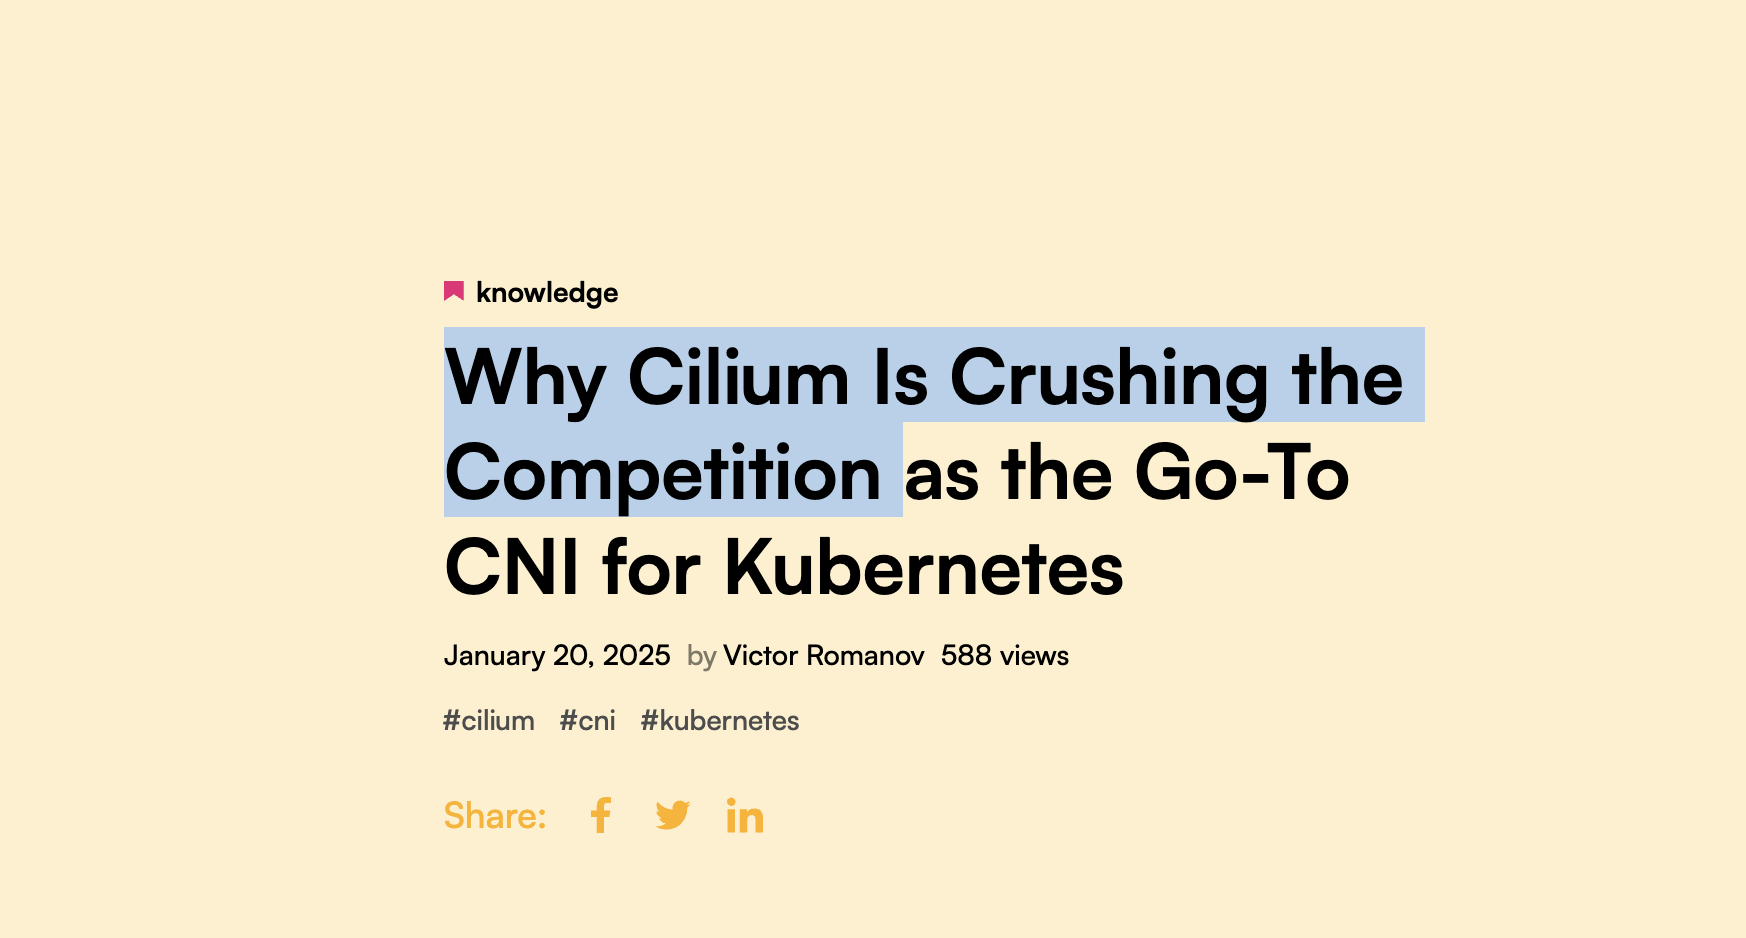 knowledge
Why Cilium Is Crushing the
Competition as the Go-To
CNI for Kubernetes
January 20, 2025 by Victor Romanov 588 views
#cilium #cni #kubernetes
Share: